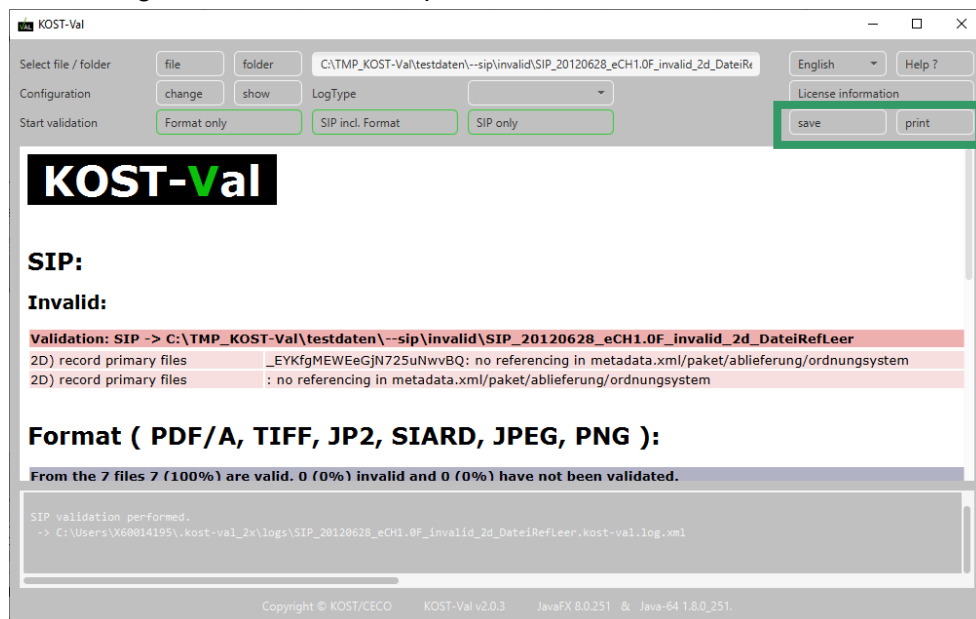 KOST-Val
Select file / folder file folder C:\TMP_KOST-Val\testdaten\--sip\invalid\SIP_20120628_eCH1.0F_invalid_2d_DateiRe English Help ?
Configuration change show LogType License information
Start validation Format only SIP incl. Format SIP only save print
KOST-Val
SIP:
Invalid:
Validation: SIP -> C:\TMP_KOST-Val\testdaten\--sip\invalid\SIP_20120628_eCH1.0F_invalid_2d_DateiRefLeer
2D) record primary files _EYKfgMEWEeGjN725uNwvBQ: no referencing in metadata.xml/paket/ablieferung/ordnungsystem
2D) record primary files : no referencing in metadata.xml/paket/ablieferung/ordnungsystem
Format ( PDF/A, TIFF, JP2, SIARD, JPEG, PNG ):
From the 7 files 7 (100%) are valid. 0 (0%) invalid and 0 (0%) have not been validated.
SIP validation performed.
-> C:\Users\X60014195\.kost-val_2x\logs\SIP_20120628_eCH1.0F_invalid_2d_DateiRefLeer.kost-val.log.xml
Copyright © KOST/CECO KOST-Val v2.0.3 JavaFX 8.0.251 & Java-64 1.8.0_251.